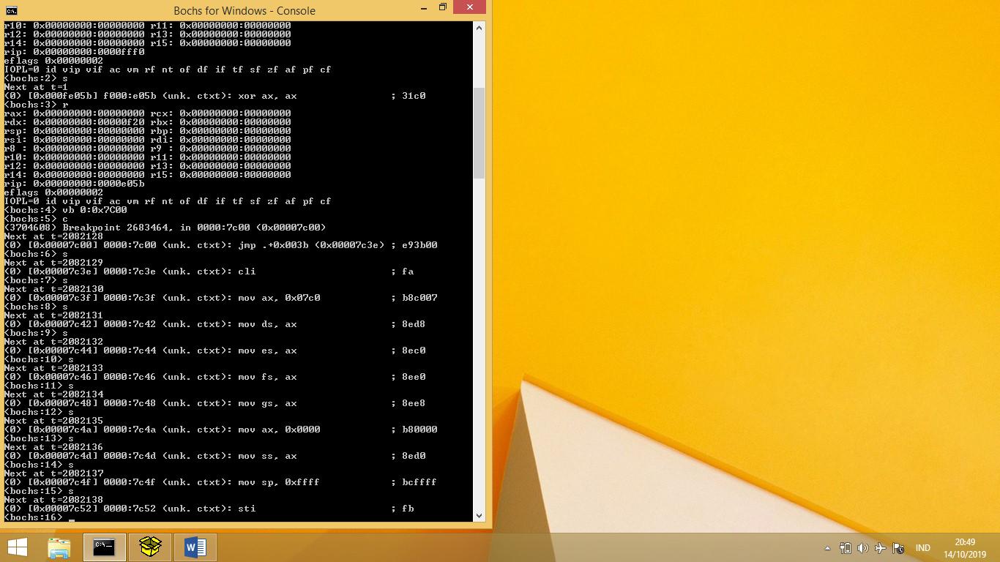 Bochs for Windows - Console
r10: 0x00000000:00000000 r11: 0x00000000:00000000
r12: 0x00000000:00000000 r13: 0x00000000:00000000
r14: 0x00000000:00000000 r15: 0x00000000:00000000
rip: 0x00000000:0000fff0
eflags 0x00000002
IOPL=0 id vip vif ac vm rf nt of df if tf sf zf af pf cf
<bochs:2> s
Next at t=1
(0) [0x000fe05b] f000:e05b (unk. ctxt): xor ax, ax ; 31c0
<bochs:3> r
rax: 0x00000000:00000000 rcx: 0x00000000:00000000
rdx: 0x00000000:00000f20 rbx: 0x00000000:00000000
rsp: 0x00000000:00000000 rbp: 0x00000000:00000000
rsi: 0x00000000:00000000 rdi: 0x00000000:00000000
r8 : 0x00000000:00000000 r9 : 0x00000000:00000000
r10: 0x00000000:00000000 r11: 0x00000000:00000000
r12: 0x00000000:00000000 r13: 0x00000000:00000000
r14: 0x00000000:00000000 r15: 0x00000000:00000000
rip: 0x00000000:0000e05b
eflags 0x00000002
IOPL=0 id vip vif ac vm rf nt of df if tf sf zf af pf cf
<bochs:4> vb 0:0x7C00
<bochs:5> c
(3704608) Breakpoint 2683464, in 0000:7c00 (0x00007c00)
Next at t=2082128
(0) [0x00007c00] 0000:7c00 (unk. ctxt): jmp .+0x003b (0x00007c3e) ; e93b00
<bochs:6> s
Next at t=2082129
(0) [0x00007c3e] 0000:7c3e (unk. ctxt): cli ; fa
<bochs:7> s
Next at t=2082130
(0) [0x00007c3f] 0000:7c3f (unk. ctxt): mov ax, 0x07c0 ; b8c007
<bochs:8> s
Next at t=2082131
(0) [0x00007c42] 0000:7c42 (unk. ctxt): mov ds, ax ; 8ed8
<bochs:9> s
Next at t=2082132
(0) [0x00007c44] 0000:7c44 (unk. ctxt): mov es, ax ; 8ec0
<bochs:10> s
Next at t=2082133
(0) [0x00007c46] 0000:7c46 (unk. ctxt): mov fs, ax ; 8ee0
<bochs:11> s
Next at t=2082134
(0) [0x00007c48] 0000:7c48 (unk. ctxt): mov gs, ax ; 8ee8
<bochs:12> s
Next at t=2082135
(0) [0x00007c4a] 0000:7c4a (unk. ctxt): mov ax, 0x0000 ; b80000
<bochs:13> s
Next at t=2082136
(0) [0x00007c4d] 0000:7c4d (unk. ctxt): mov ss, ax ; 8ed0
<bochs:14> s
Next at t=2082137
(0) [0x00007c4f] 0000:7c4f (unk. ctxt): mov sp, 0xffff ; bcffff
<bochs:15> s
Next at t=2082138
(0) [0x00007c52] 0000:7c52 (unk. ctxt): sti ; fb
<bochs:16>
IND
20:49
14/10/2019